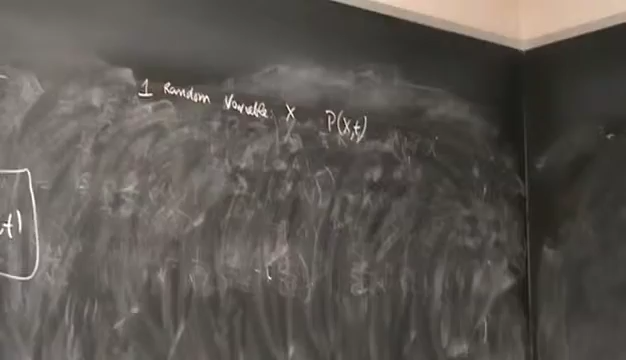 1 Random Variable X P(X,t)